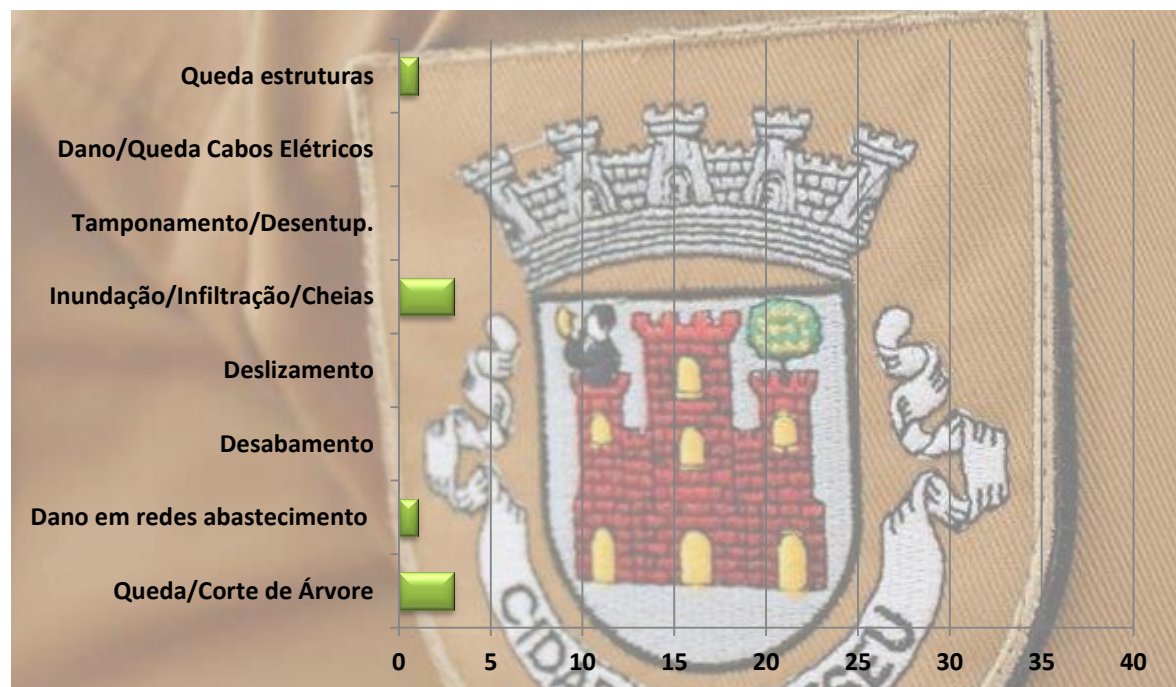 Queda estruturas
Dano/Queda Cabos Elétricos
Tamponamento/Desentup.
Inundação/Infiltração/Cheias
Deslizamento
Desabamento
Dano em redes abastecimento
Queda/Corte de Árvore
0 5 10 15 20 25 30 35 40